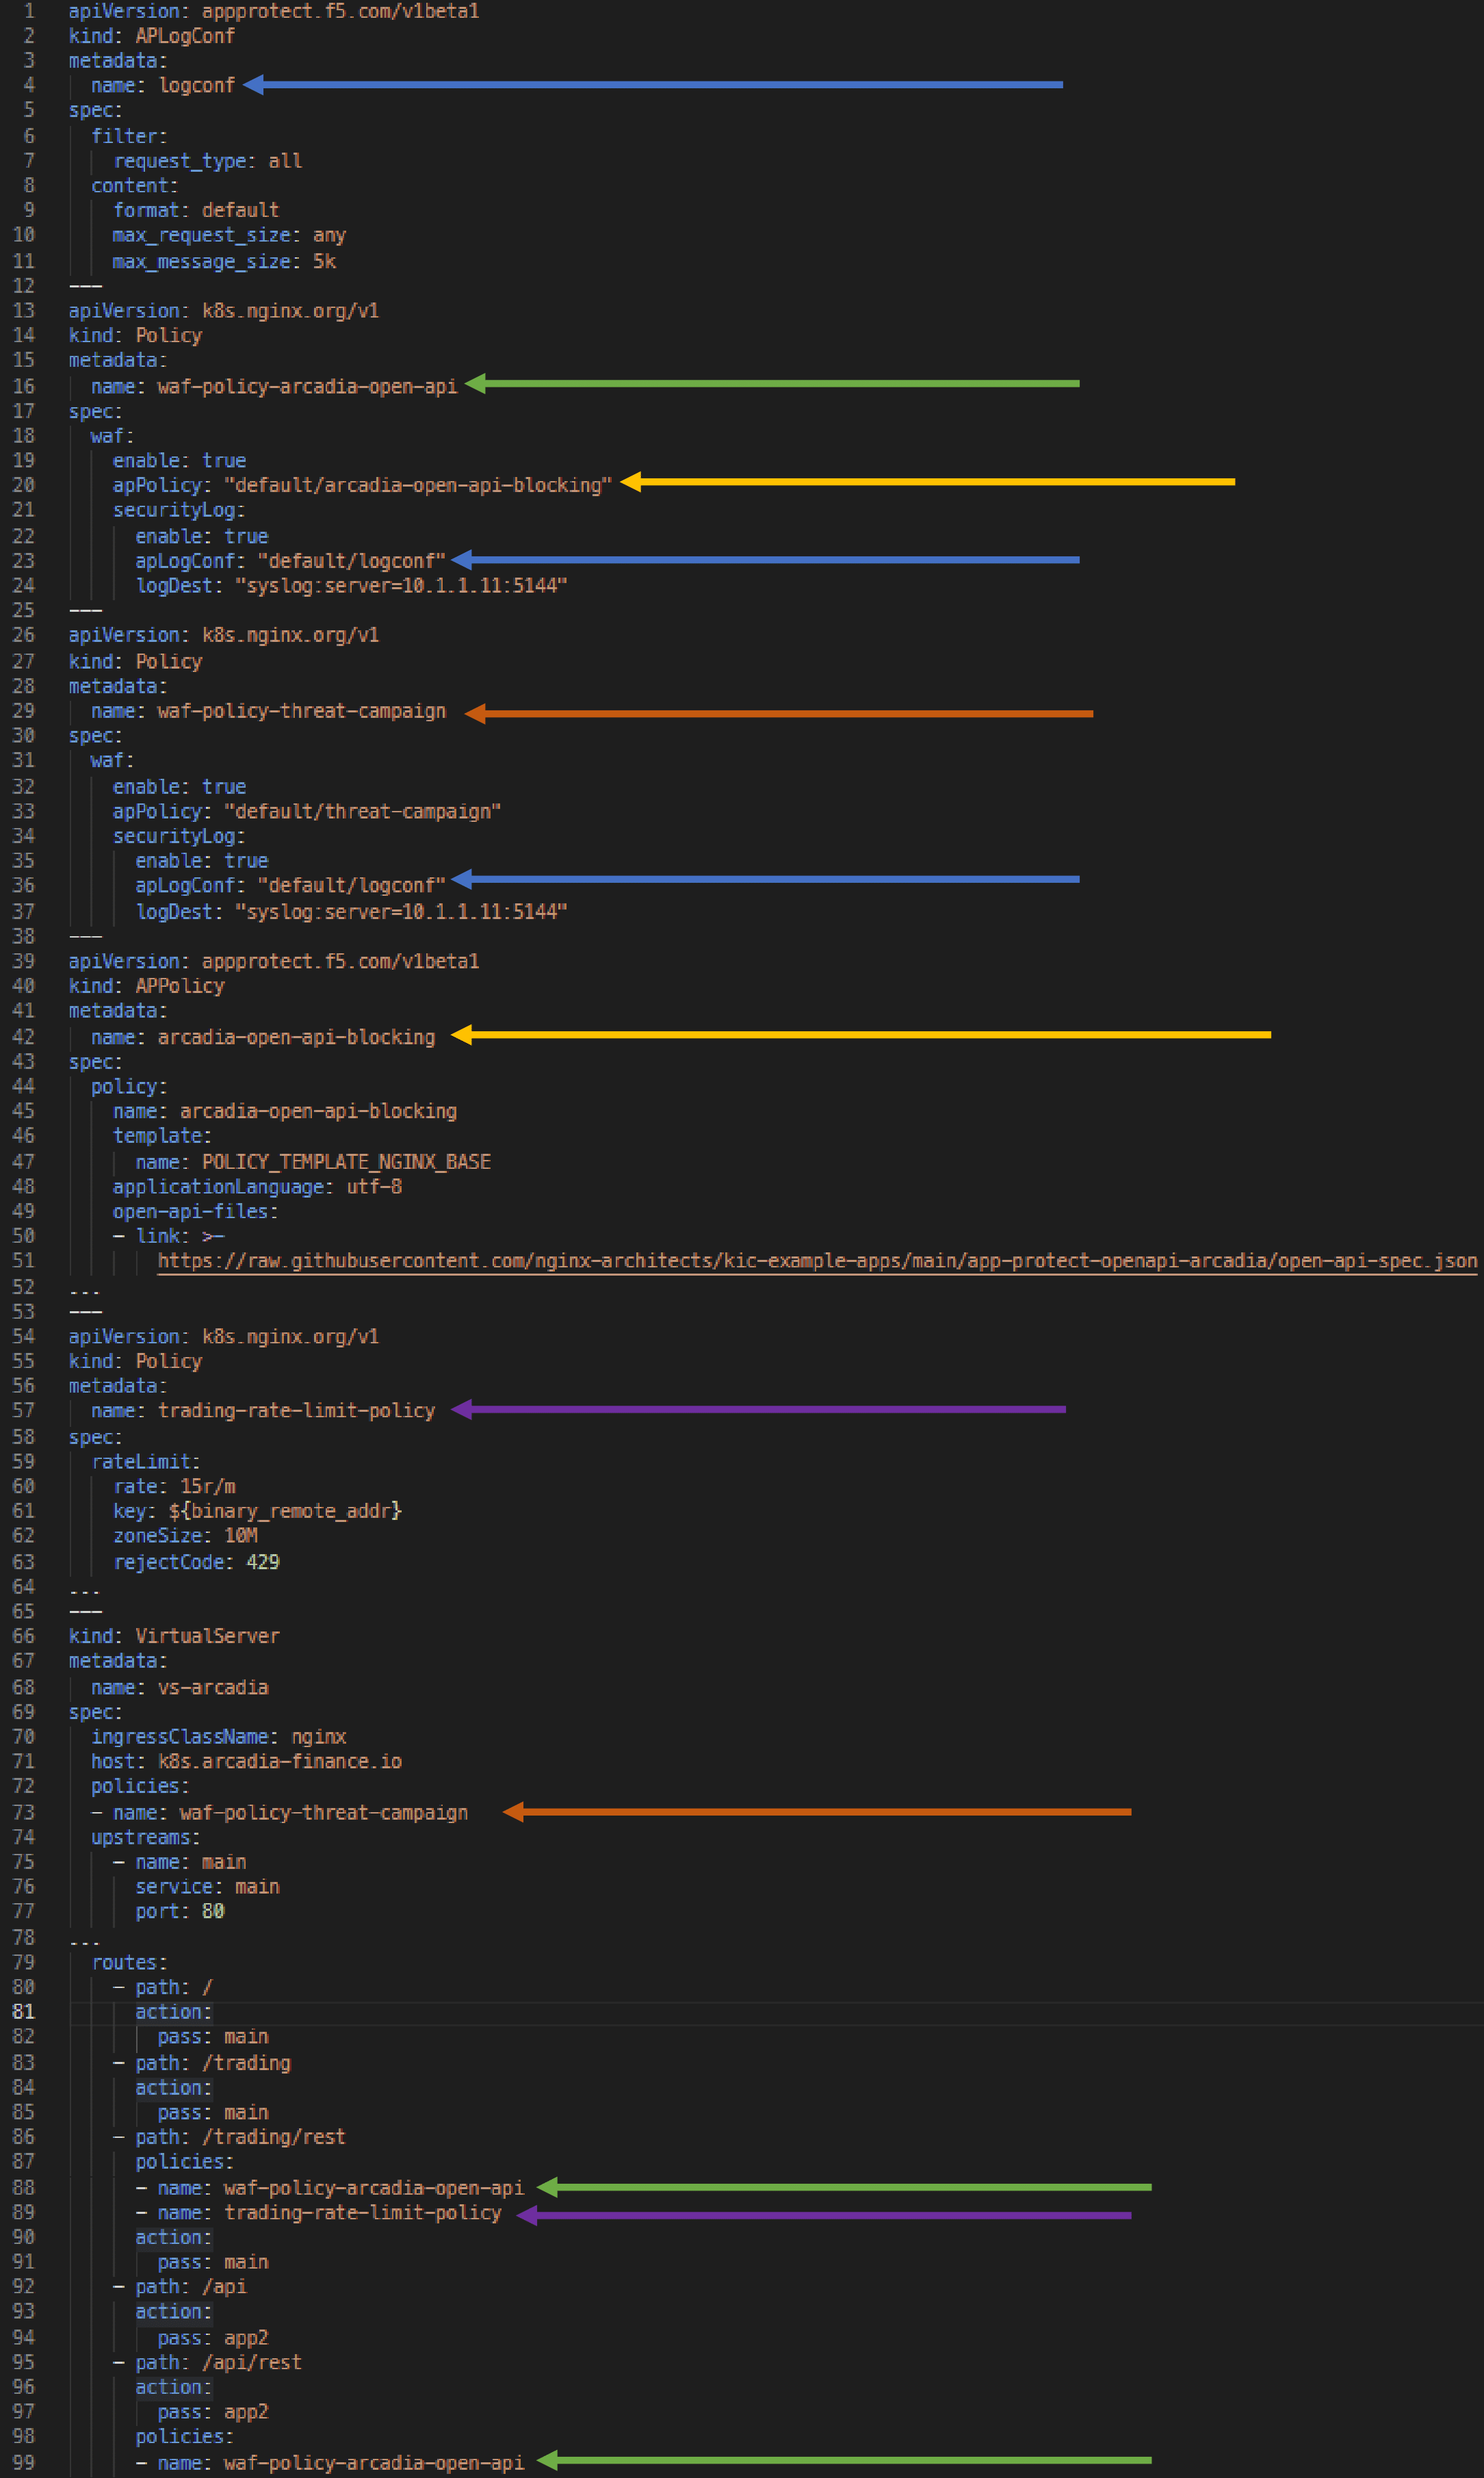 1 apiVersion: appprotect.f5.com/v1beta1
2 kind: APLogConf
3 metadata:
4   name: logconf
5 spec:
6   filter:
7     request_type: all
8   content:
9     format: default
10     max_request_size: any
11     max_message_size: 5k
12 ---
13 apiVersion: k8s.nginx.org/v1
14 kind: Policy
15 metadata:
16   name: waf-policy-arcadia-open-api
17 spec:
18   waf:
19     enable: true
20     apPolicy: "default/arcadia-open-api-blocking"
21     securityLog:
22       enable: true
23       apLogConf: "default/logconf"
24       logDest: "syslog:server=10.1.1.11:5144"
25 ---
26 apiVersion: k8s.nginx.org/v1
27 kind: Policy
28 metadata:
29   name: waf-policy-threat-campaign
30 spec:
31   waf:
32     enable: true
33     apPolicy: "default/threat-campaign"
34     securityLog:
35       enable: true
36       apLogConf: "default/logconf"
37       logDest: "syslog:server=10.1.1.11:5144"
38 ---
39 apiVersion: appprotect.f5.com/v1beta1
40 kind: APPolicy
41 metadata:
42   name: arcadia-open-api-blocking
43 spec:
44   policy:
45     name: arcadia-open-api-blocking
46     template:
47       name: POLICY_TEMPLATE_NGINX_BASE
48     applicationLanguage: utf-8
49     open-api-files:
50     - link: >-
51         https://raw.githubusercontent.com/nginx-architects/kic-example-apps/main/app-protect-openapi-arcadia/open-api-spec.json
52 ...
53 ---
54 apiVersion: k8s.nginx.org/v1
55 kind: Policy
56 metadata:
57   name: trading-rate-limit-policy
58 spec:
59   rateLimit:
60     rate: 15r/m
61     key: ${binary_remote_addr}
62     zoneSize: 10M
63     rejectCode: 429
64 ...
65 ---
66 kind: VirtualServer
67 metadata:
68   name: vs-arcadia
69 spec:
70   ingressClassName: nginx
71   host: k8s.arcadia-finance.io
72   policies:
73   - name: waf-policy-threat-campaign
74   upstreams:
75     - name: main
76       service: main
77       port: 80
78 ...
79   routes:
80     - path: /
81       action:
82         pass: main
83     - path: /trading
84       action:
85         pass: main
86     - path: /trading/rest
87       policies:
88       - name: waf-policy-arcadia-open-api
89       - name: trading-rate-limit-policy
90       action:
91         pass: main
92     - path: /api
93       action:
94         pass: app2
95     - path: /api/rest
96       action:
97         pass: app2
98       policies:
99       - name: waf-policy-arcadia-open-api